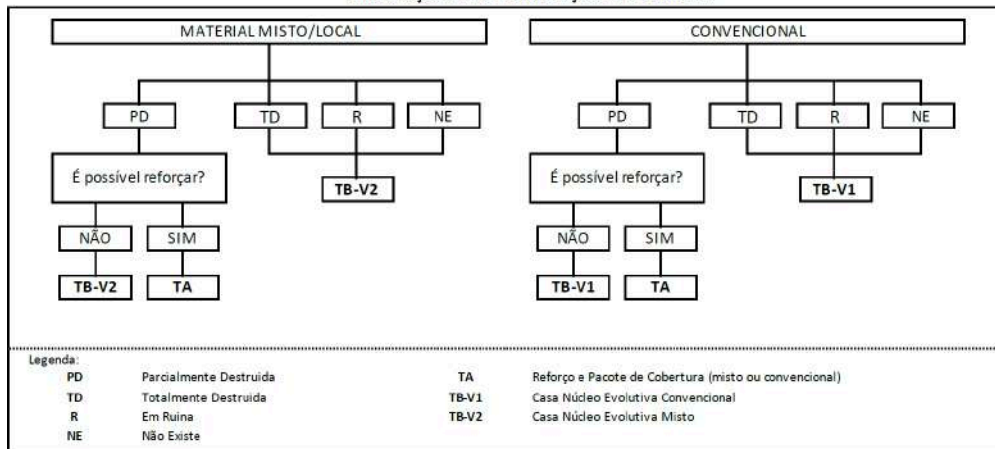 MATERIAL MISTO/LOCAL
CONVENCIONAL
PD
TD
R
NE
PD
TD
R
NE
É possível reforçar?
TB-V2
É possível reforçar?
TB-V1
NÃO
SIM
NÃO
SIM
TB-V2
TA
TB-V1
TA
Legenda:
PD Parcialmente Destruida TA Reforço e Pacote de Cobertura (misto ou convencional)
TD Totalmente Destruida TB-V1 Casa Núcleo Evolutiva Convencional
R Em Ruina TB-V2 Casa Núcleo Evolutiva Misto
NE Não Existe